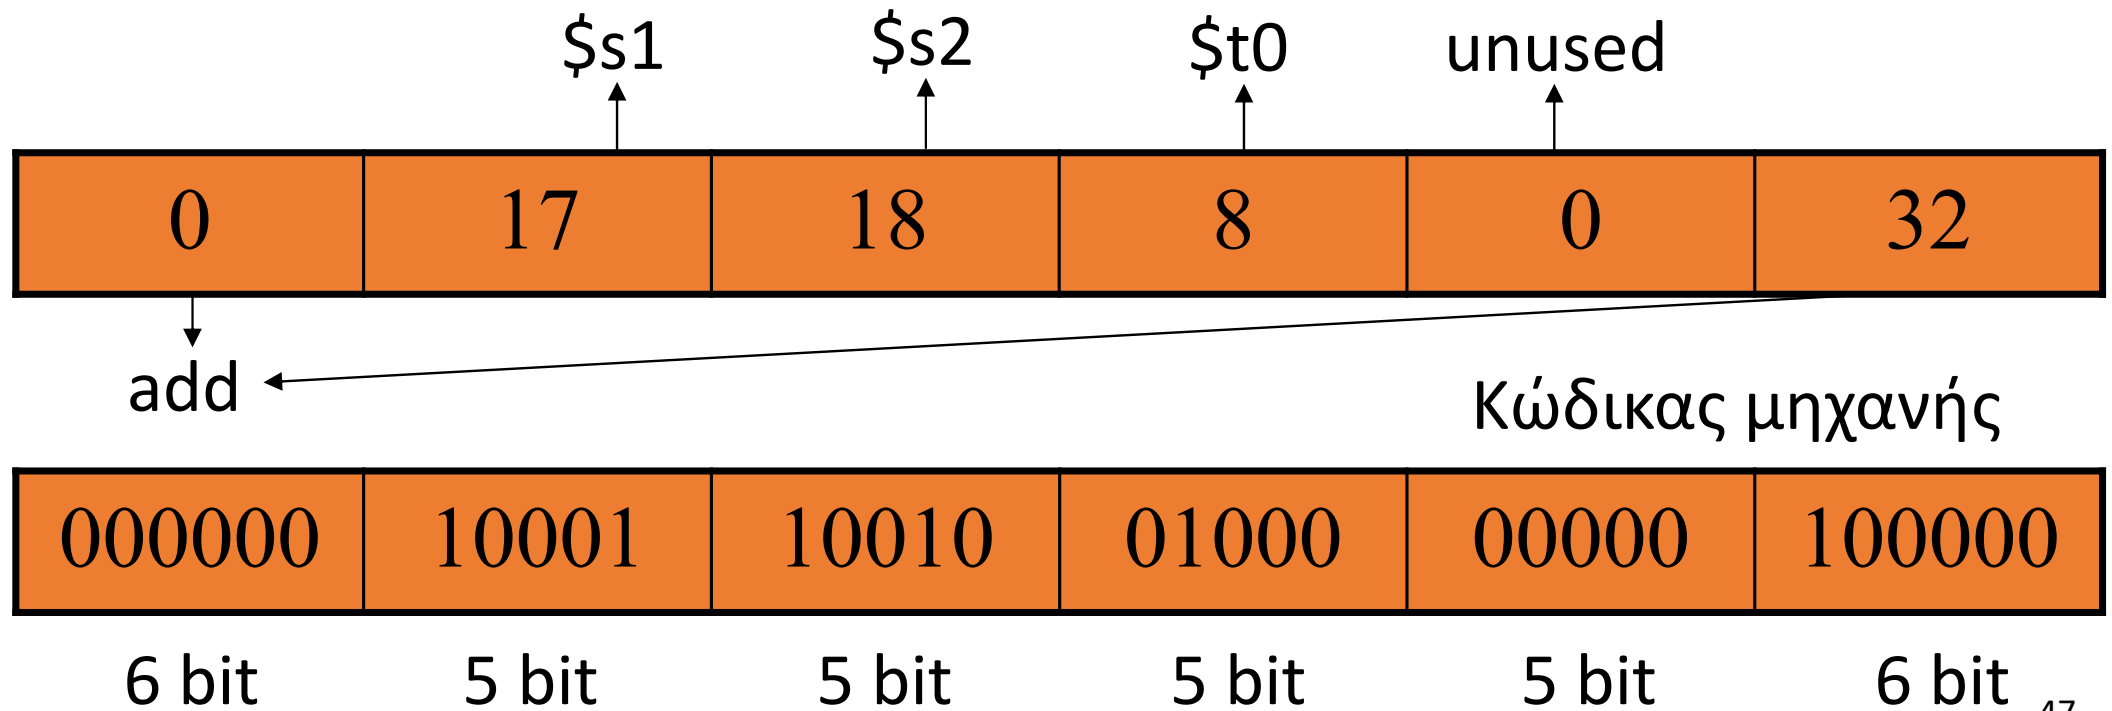 $s1 $s2 $t0 unused
0 17 18 8 0 32
add
Κώδικας μηχανής
000000 10001 10010 01000 00000 100000
6 bit 5 bit 5 bit 5 bit 5 bit 6 bit
47